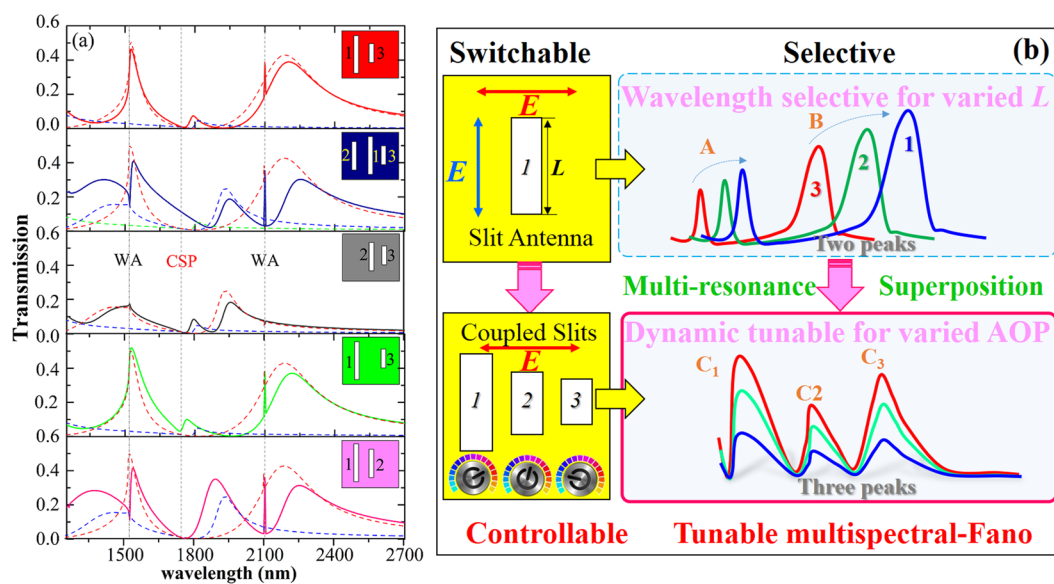 (a)
Transmission
0.6
0.4
0.2
0.0
1 3
0.4
0.2
0.0
2 1 3
0.4
0.2
0.0
WA CSP WA
2 3
0.4
0.2
0.6
1 3
0.4
0.2
0.0
1 2
1500 1800 2100 2400 2700
wavelength (nm)
(b)
Switchable
Selective
E
E
1
L
Slit Antenna
Wavelength selective for varied L
A
B
3
2
1
Two peaks
Multi-resonance
Superposition
Coupled Slits
E
1
2
3
Dynamic tunable for varied AOP
C1
C2
C3
Three peaks
Controllable
Tunable multispectral-Fano